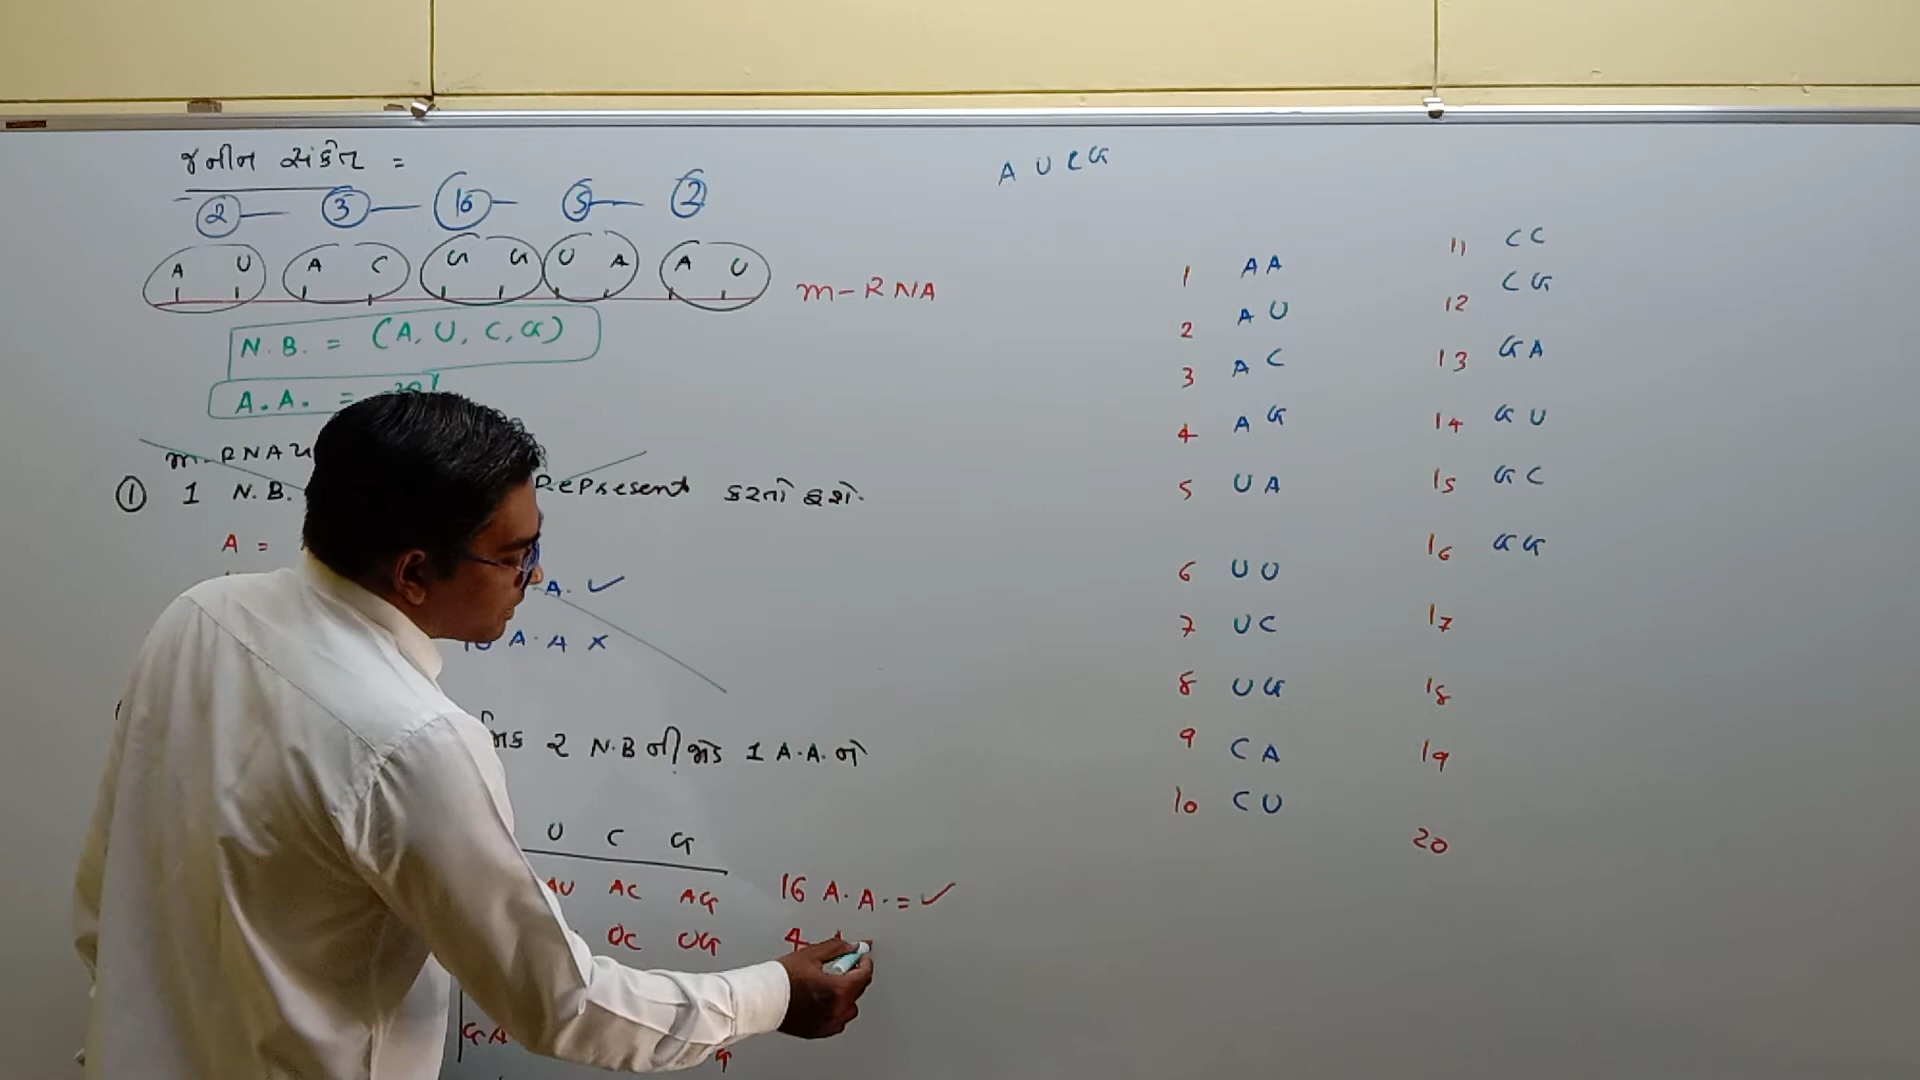 જનીન સંકેત =
2 3 16 5 2
A U A C G G U A A U m-RNA
N.B. = (A, U, C, G)
A.A. =
m-RNA
① 1 N.B. Represent કરતો હશે.
A =
A. ✓
A.A ×
2 N.B ની જોડ 1 A.A. ને
U C G
AU AC AG 16 A.A. = ✓
UC UG 4
GA
A U C G
1 AA
2 AU
3 AC
4 AG
5 UA
6 UU
7 UC
8 UG
9 CA
10 CU
11 CC
12 CG
13 GA
14 GU
15 GC
16 GG
17
18
19
20